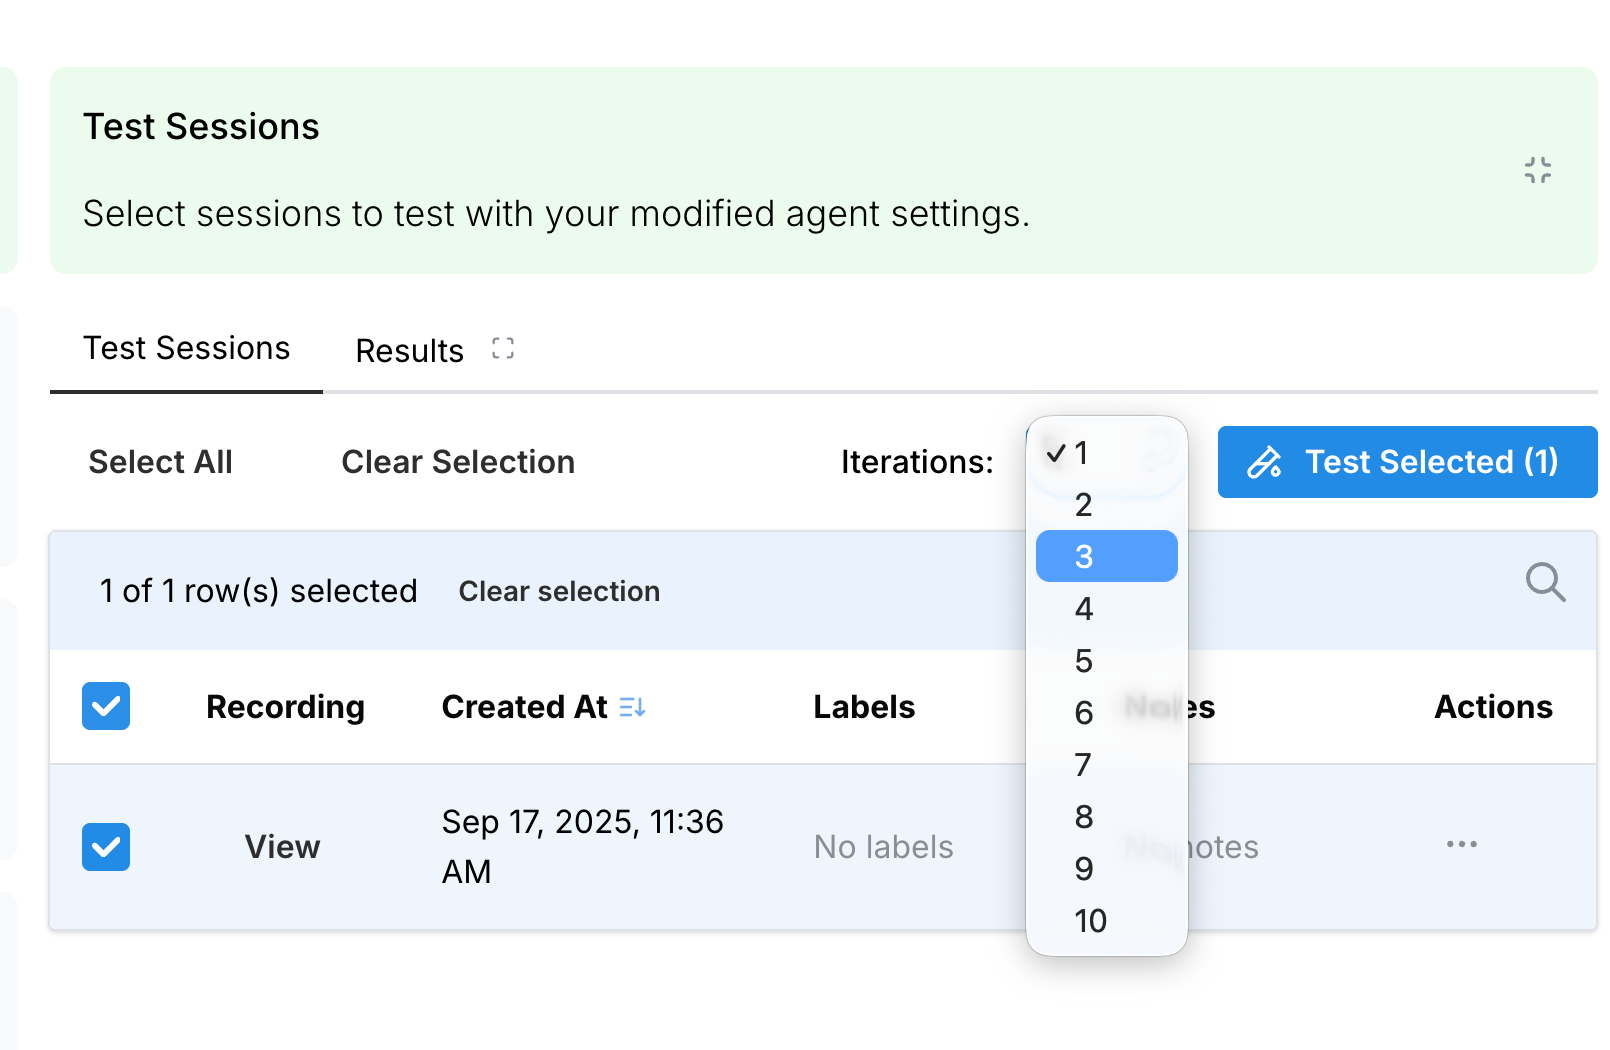 Test Sessions
Select sessions to test with your modified agent settings.
Test Sessions
Results
Select All
Clear Selection
Iterations:
Test Selected (1)
1
2
3
4
5
6
7
8
9
10
1 of 1 row(s) selected
Clear selection
Recording
Created At
Labels
Notes
Actions
View
Sep 17, 2025, 11:36
AM
No labels
No notes